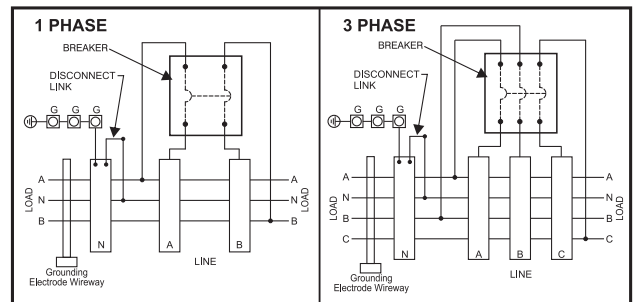 1 PHASE
BREAKER
DISCONNECT
LINK
G G G
A
N
B
LOAD
A
N
B
LOAD
N
A
B
LINE
Grounding
Electrode Wireway
3 PHASE
BREAKER
DISCONNECT
LINK
G G G
A
N
B
C
LOAD
A
N
B
C
LOAD
N
A
B
C
LINE
Grounding
Electrode Wireway